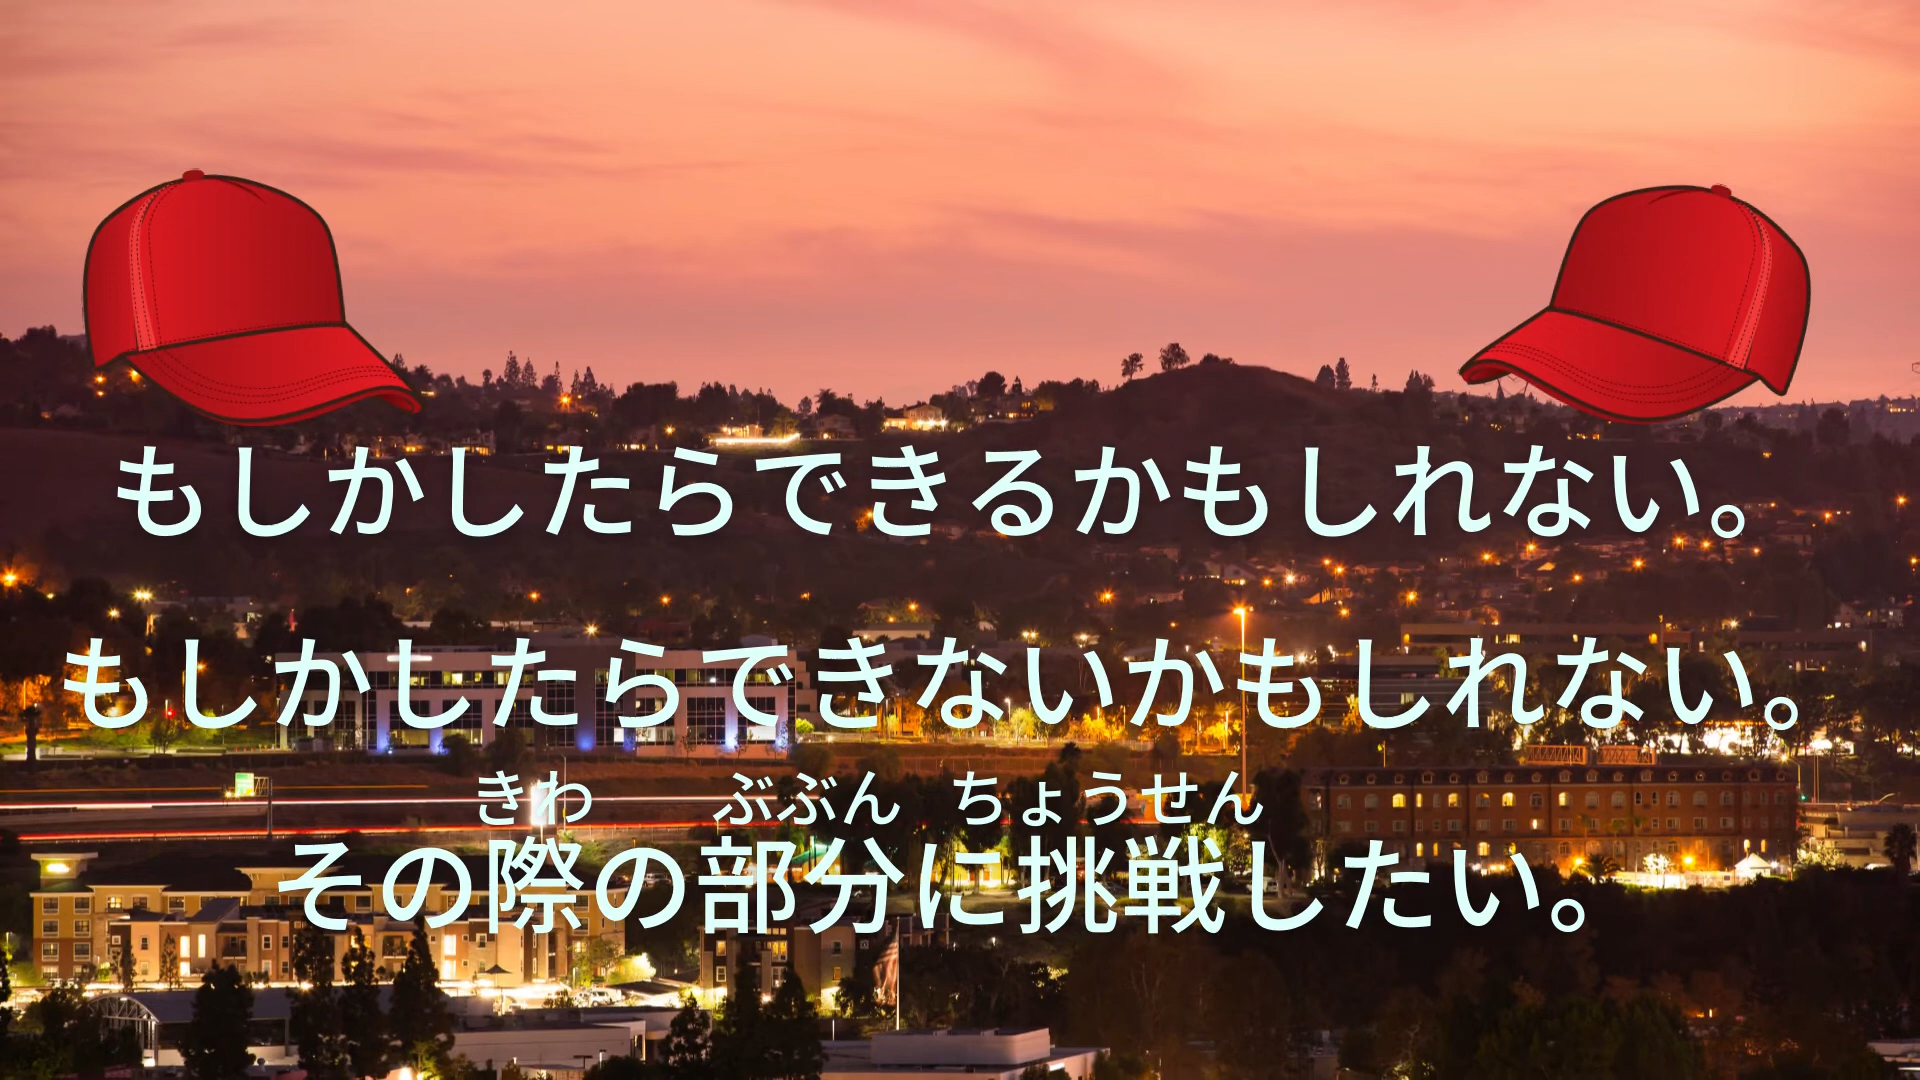 もしかしたらできるかもしれない。
もしかしたらできないかもしれない。
きわ ぶぶん ちょうせん
その際の部分に挑戦したい。